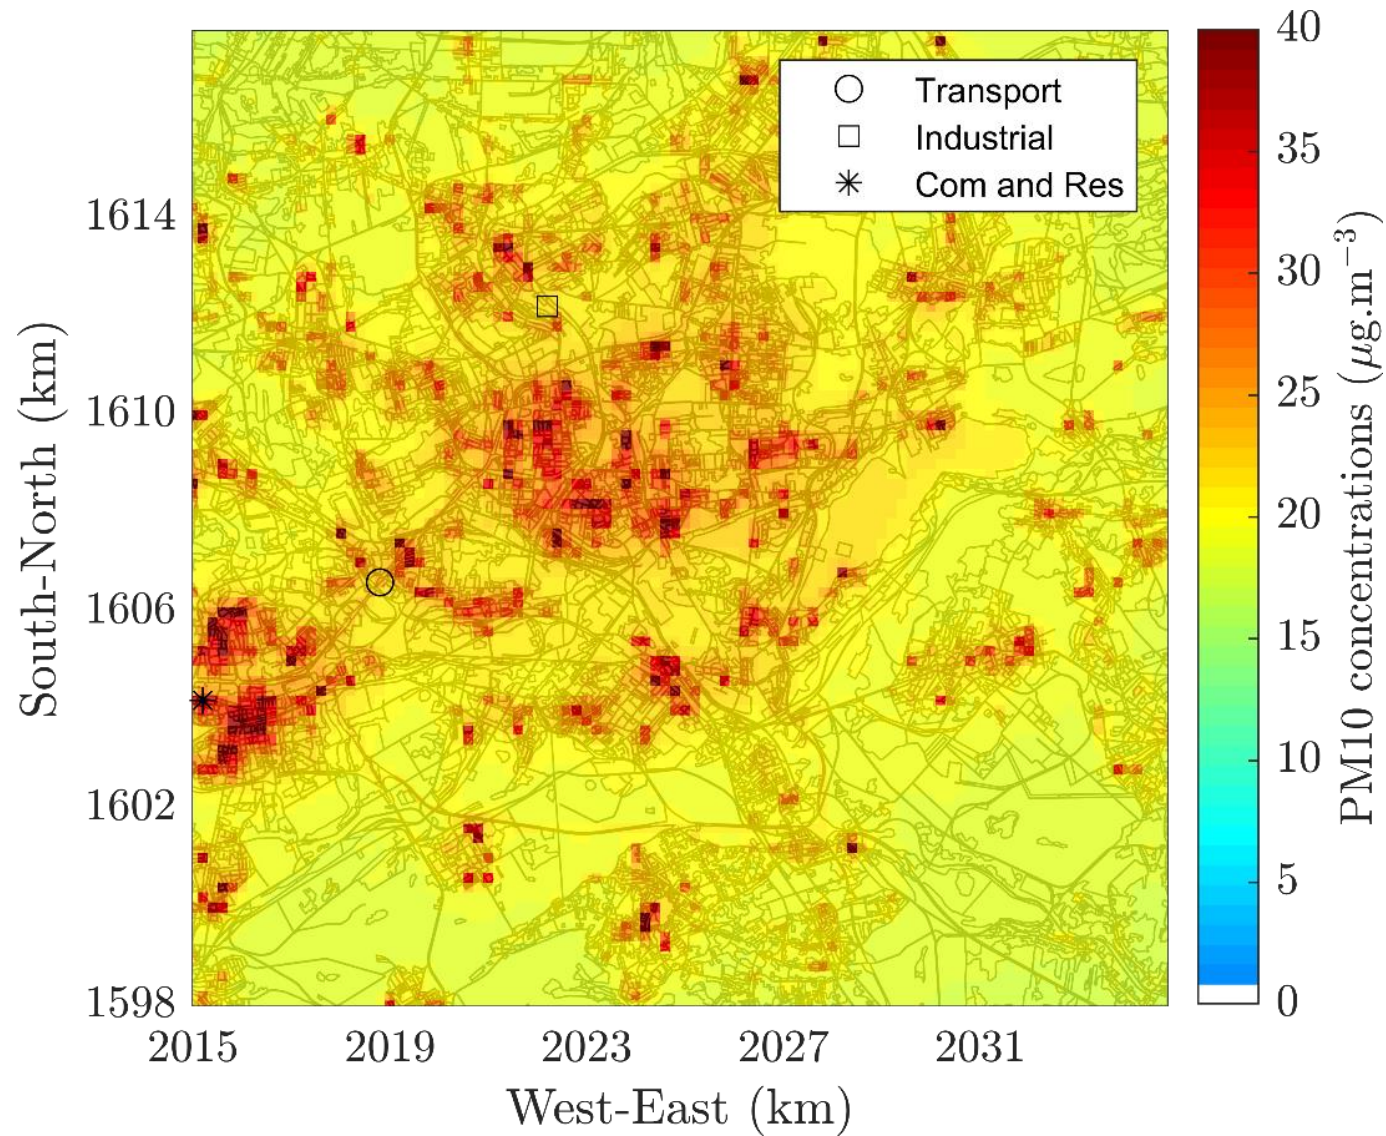 Transport
Industrial
Com and Res
1614
1610
1606
1602
1598
2015 2019 2023 2027 2031
West-East (km)
South-North (km)
40
35
30
25
20
15
10
5
0
PM10 concentrations (μg.m⁻³)